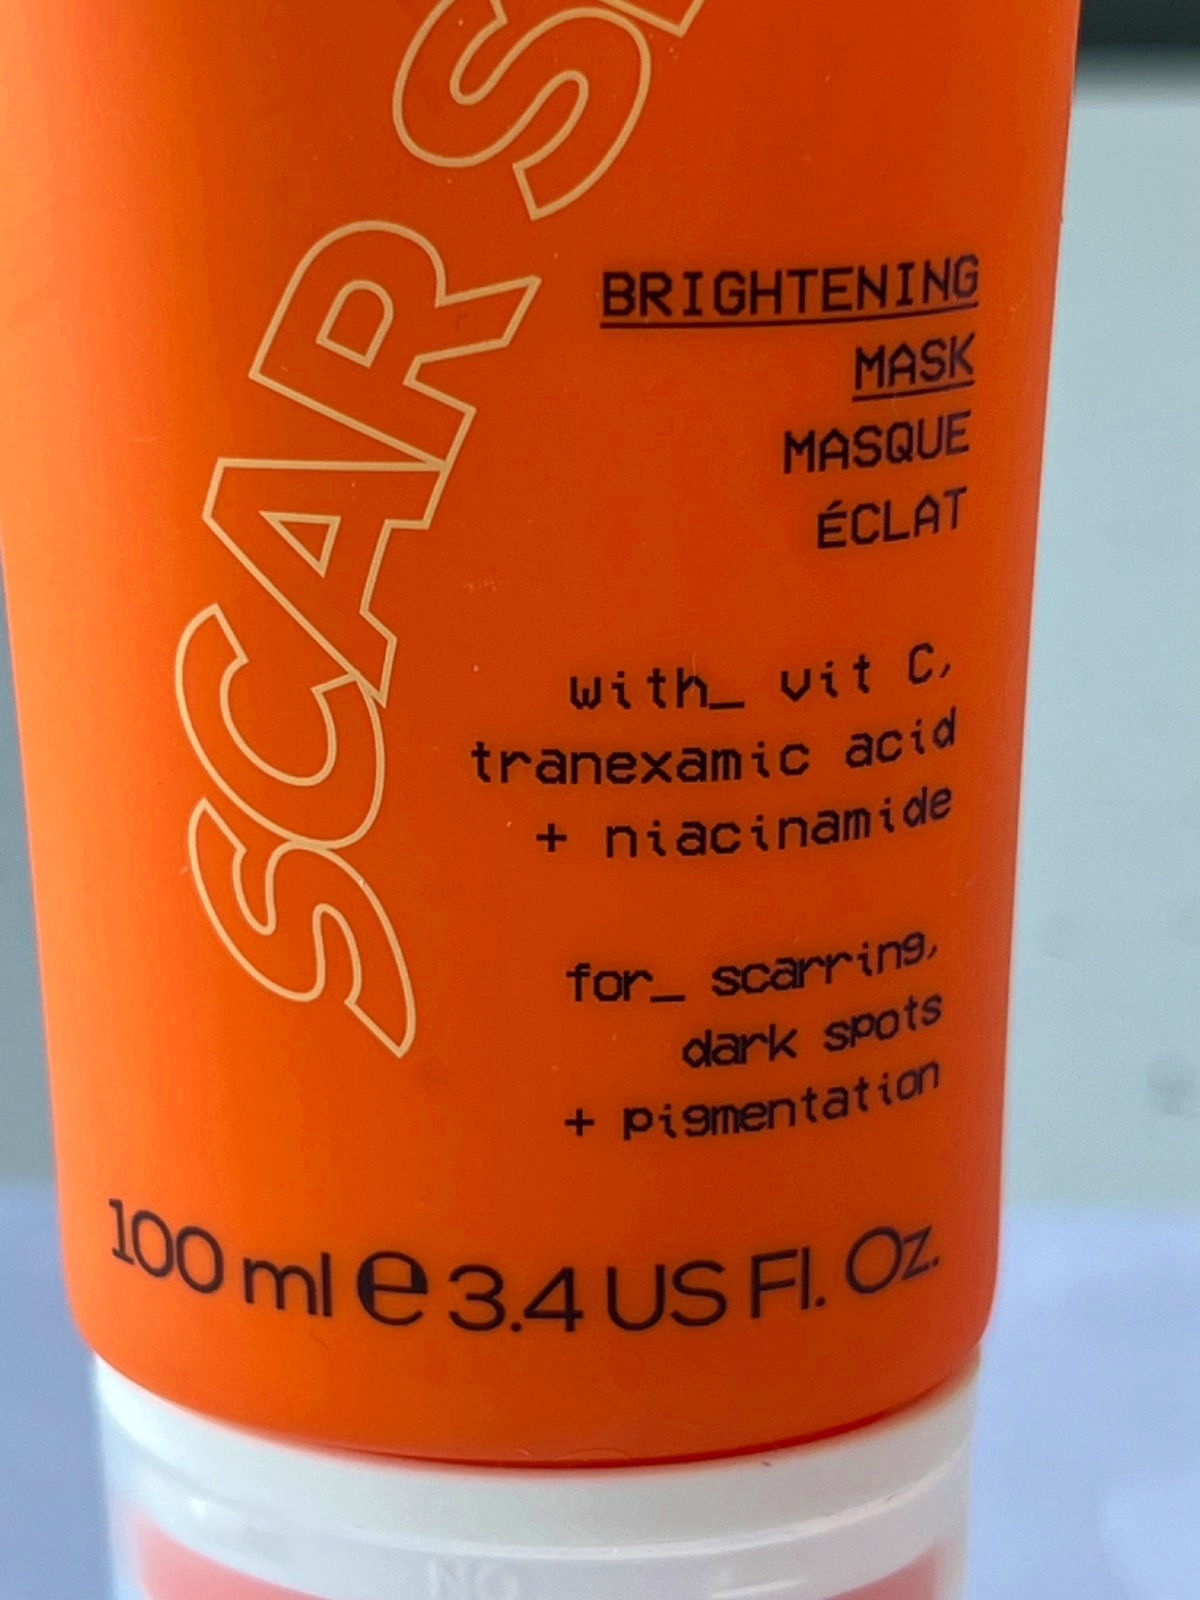 SCAR
BRIGHTENING
MASK
MASQUE
ÉCLAT
with_ vit C,
tranexamic acid
+ niacinamide
for_ scarring,
dark spots
+ pigmentation
100 ml e 3.4 US Fl. Oz.
NO